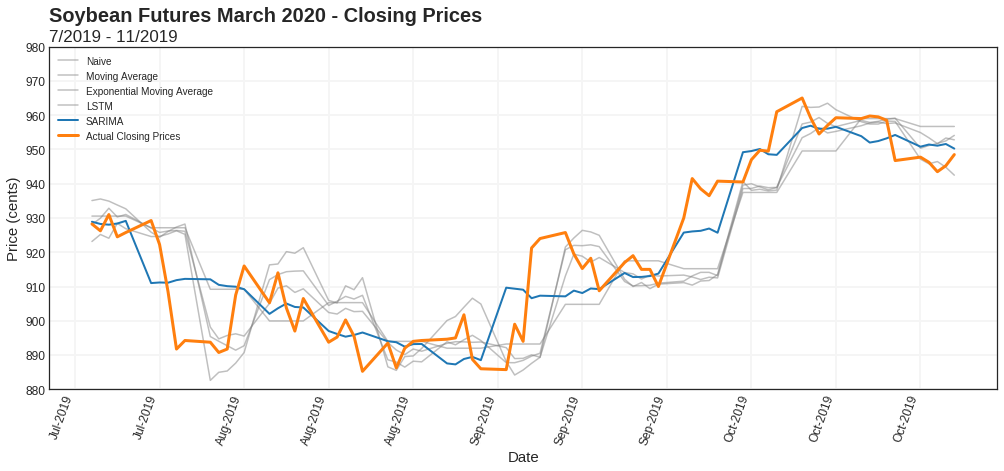 Soybean Futures March 2020 - Closing Prices
7/2019 - 11/2019
980
970
960
950
940
930
920
910
900
890
880
Price (cents)
Naive
Moving Average
Exponential Moving Average
LSTM
SARIMA
Actual Closing Prices
Jul-2019
Jul-2019
Aug-2019
Aug-2019
Aug-2019
Sep-2019
Sep-2019
Sep-2019
Oct-2019
Oct-2019
Oct-2019
Date